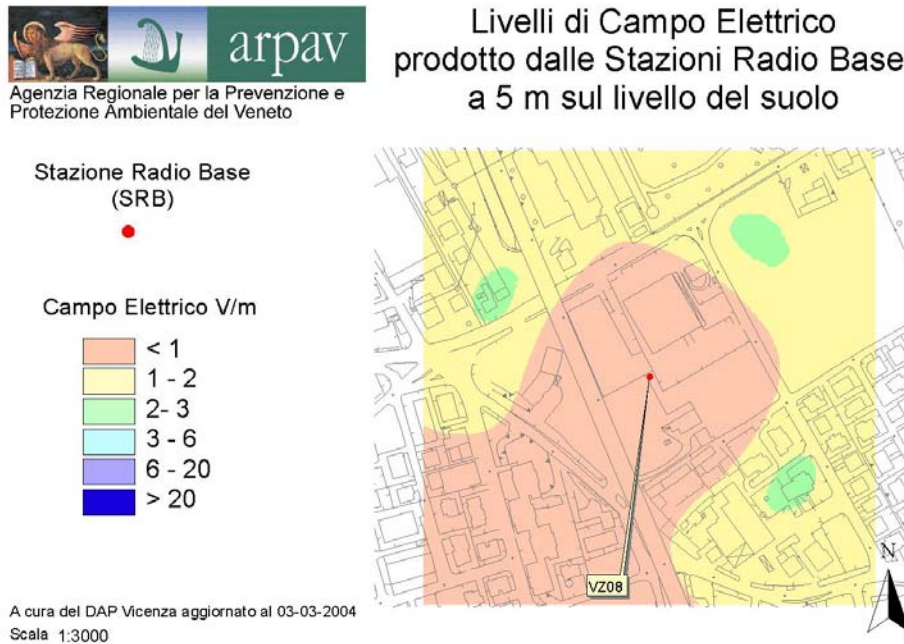 arpav
Agenzia Regionale per la Prevenzione e
Protezione Ambientale del Veneto
Livelli di Campo Elettrico
prodotto dalle Stazioni Radio Base
a 5 m sul livello del suolo
Stazione Radio Base
(SRB)
Campo Elettrico V/m
< 1
1 - 2
2- 3
3 - 6
6 - 20
> 20
VZ08
N
A cura del DAP Vicenza aggiornato al 03-03-2004
Scala 1:3000